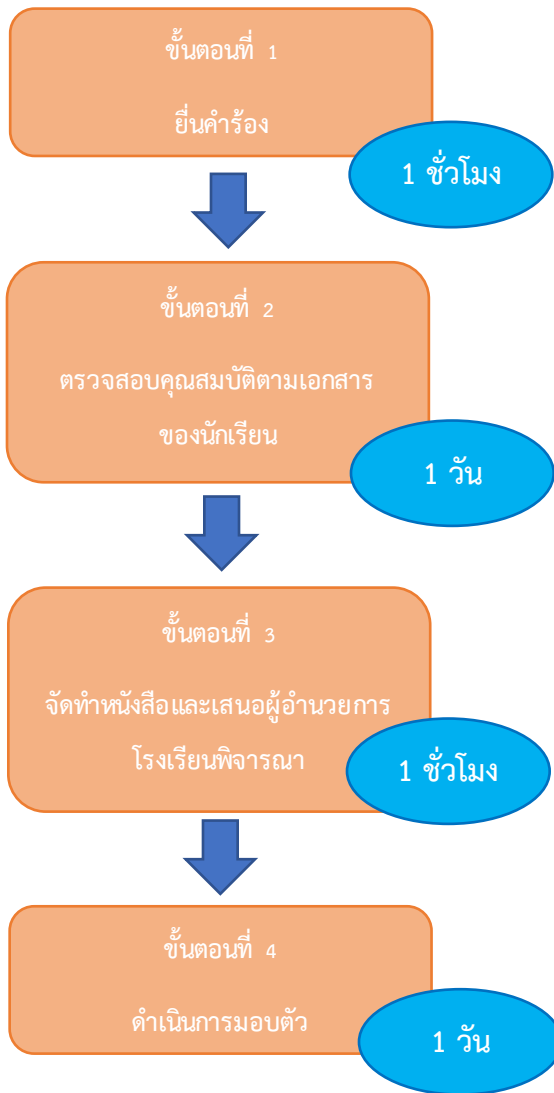 ขั้นตอนที่ 1
ยื่นคำร้อง
1 ชั่วโมง
ขั้นตอนที่ 2
ตรวจสอบคุณสมบัติตามเอกสาร
ของนักเรียน
1 วัน
ขั้นตอนที่ 3
จัดทำหนังสือและเสนอผู้อำนวยการ
โรงเรียนพิจารณา
1 ชั่วโมง
ขั้นตอนที่ 4
ดำเนินการมอบตัว
1 วัน